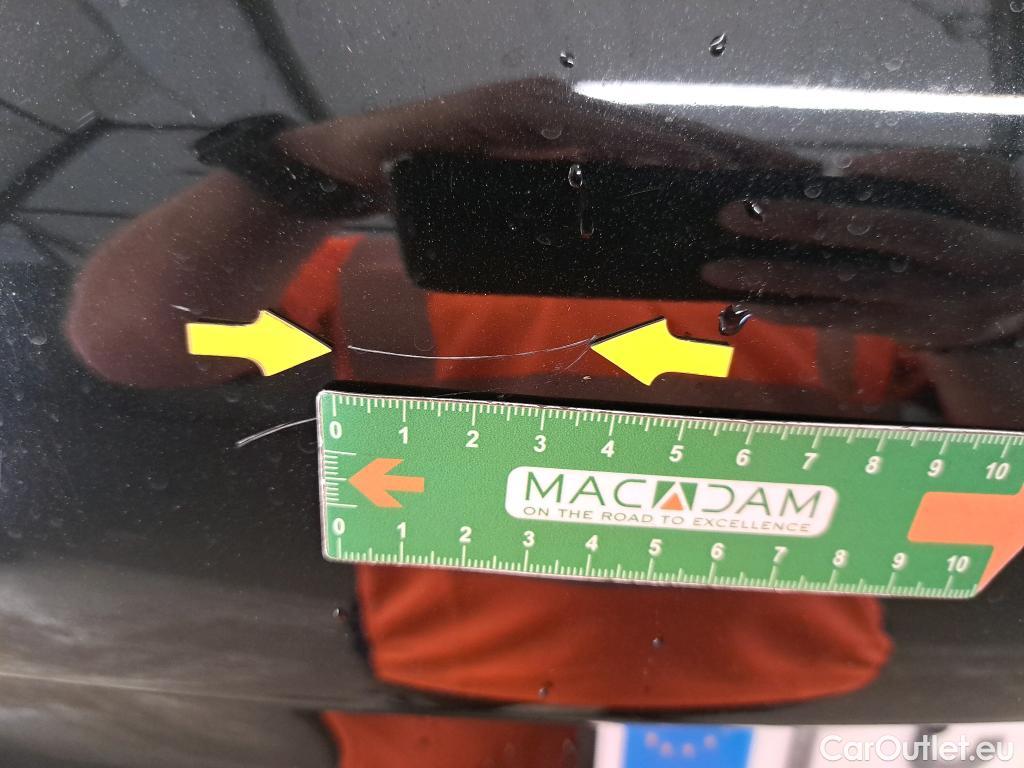 0 1 2 3 4 5 6 7 8 9 10
MACADAM
ON THE ROAD TO EXCELLENCE
0 1 2 3 4 5 6 7 8 9 10
CarOutlet.eu